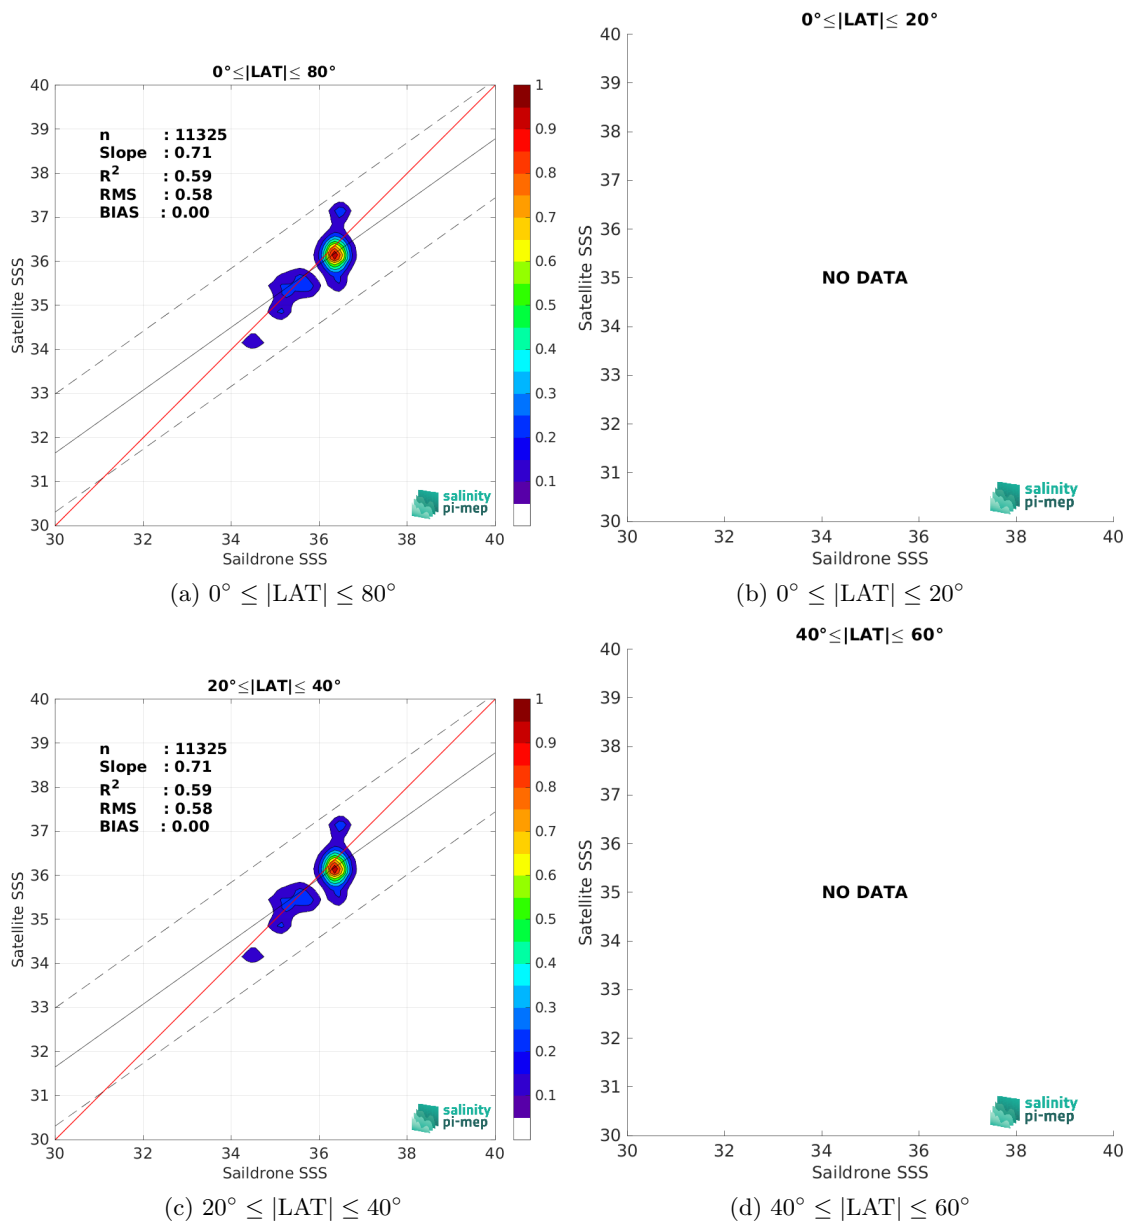 0°≤|LAT|≤ 80°
40
39
38
37
36
35
34
33
32
31
30
Satellite SSS
n : 11325
Slope : 0.71
R² : 0.59
RMS : 0.58
BIAS : 0.00
1
0.9
0.8
0.7
0.6
0.5
0.4
0.3
0.2
0.1
salinity
pi-mep
30 32 34 36 38 40
Saildrone SSS
(a) 0° ≤ |LAT| ≤ 80°
0°≤|LAT|≤ 20°
40
39
38
37
36
35
34
33
32
31
30
Satellite SSS
NO DATA
salinity
pi-mep
30 32 34 36 38 40
Saildrone SSS
(b) 0° ≤ |LAT| ≤ 20°
20°≤|LAT|≤ 40°
40
39
38
37
36
35
34
33
32
31
30
Satellite SSS
n : 11325
Slope : 0.71
R² : 0.59
RMS : 0.58
BIAS : 0.00
1
0.9
0.8
0.7
0.6
0.5
0.4
0.3
0.2
0.1
salinity
pi-mep
30 32 34 36 38 40
Saildrone SSS
(c) 20° ≤ |LAT| ≤ 40°
40°≤|LAT|≤ 60°
40
39
38
37
36
35
34
33
32
31
30
Satellite SSS
NO DATA
salinity
pi-mep
30 32 34 36 38 40
Saildrone SSS
(d) 40° ≤ |LAT| ≤ 60°